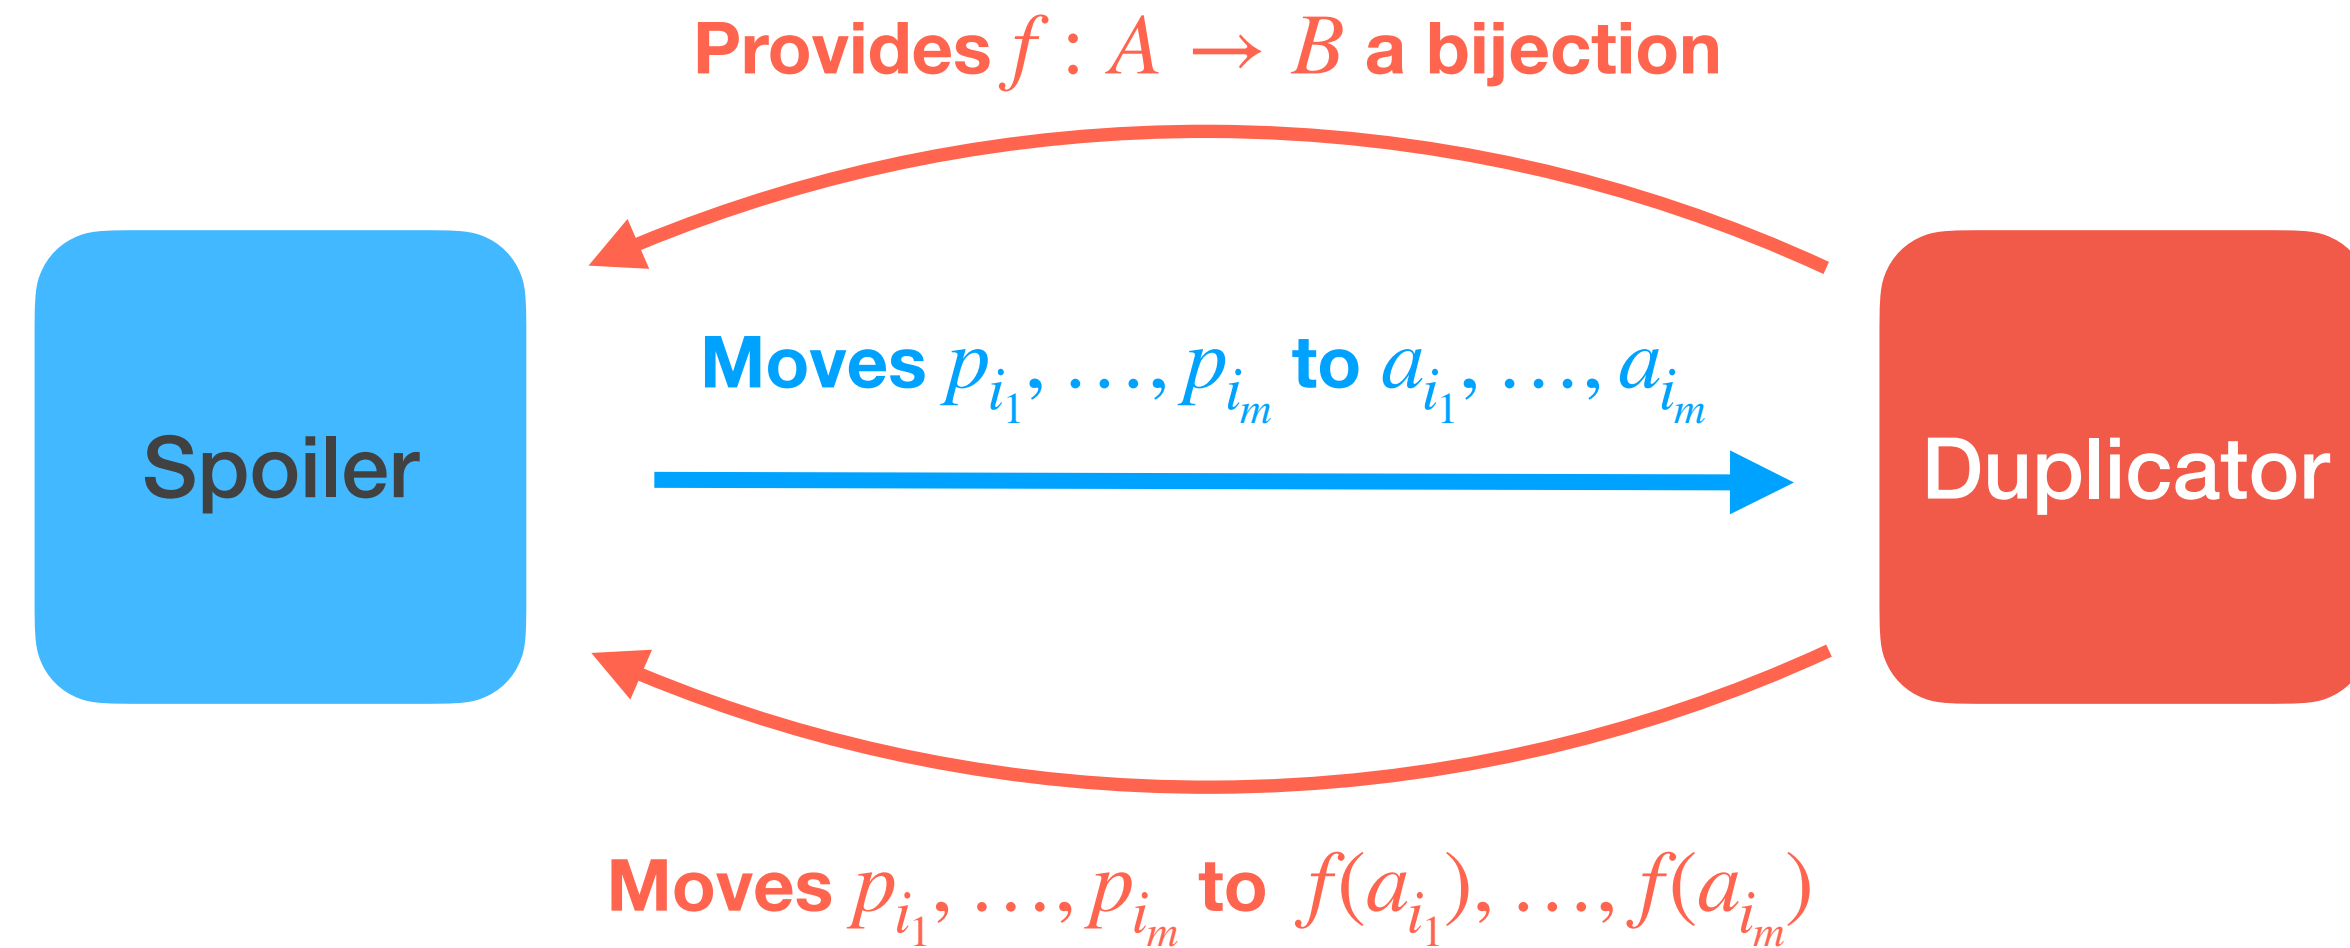 Provides f : A → B a bijection
Moves p_{i_1}, …, p_{i_m} to a_{i_1}, …, a_{i_m}
Spoiler
Duplicator
Moves p_{i_1}, …, p_{i_m} to f(a_{i_1}), …, f(a_{i_m})